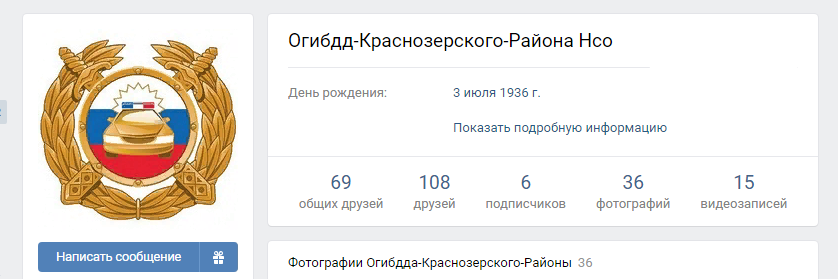 Огибдд-Краснозерского-Района Нсо
День рождения: 3 июля 1936 г.
Показать подробную информацию
69 108 6 36 15
общих друзей друзей подписчиков фотографий видеозаписей
Написать сообщение
Фотографии Огибдда-Краснозерского-Районы 36